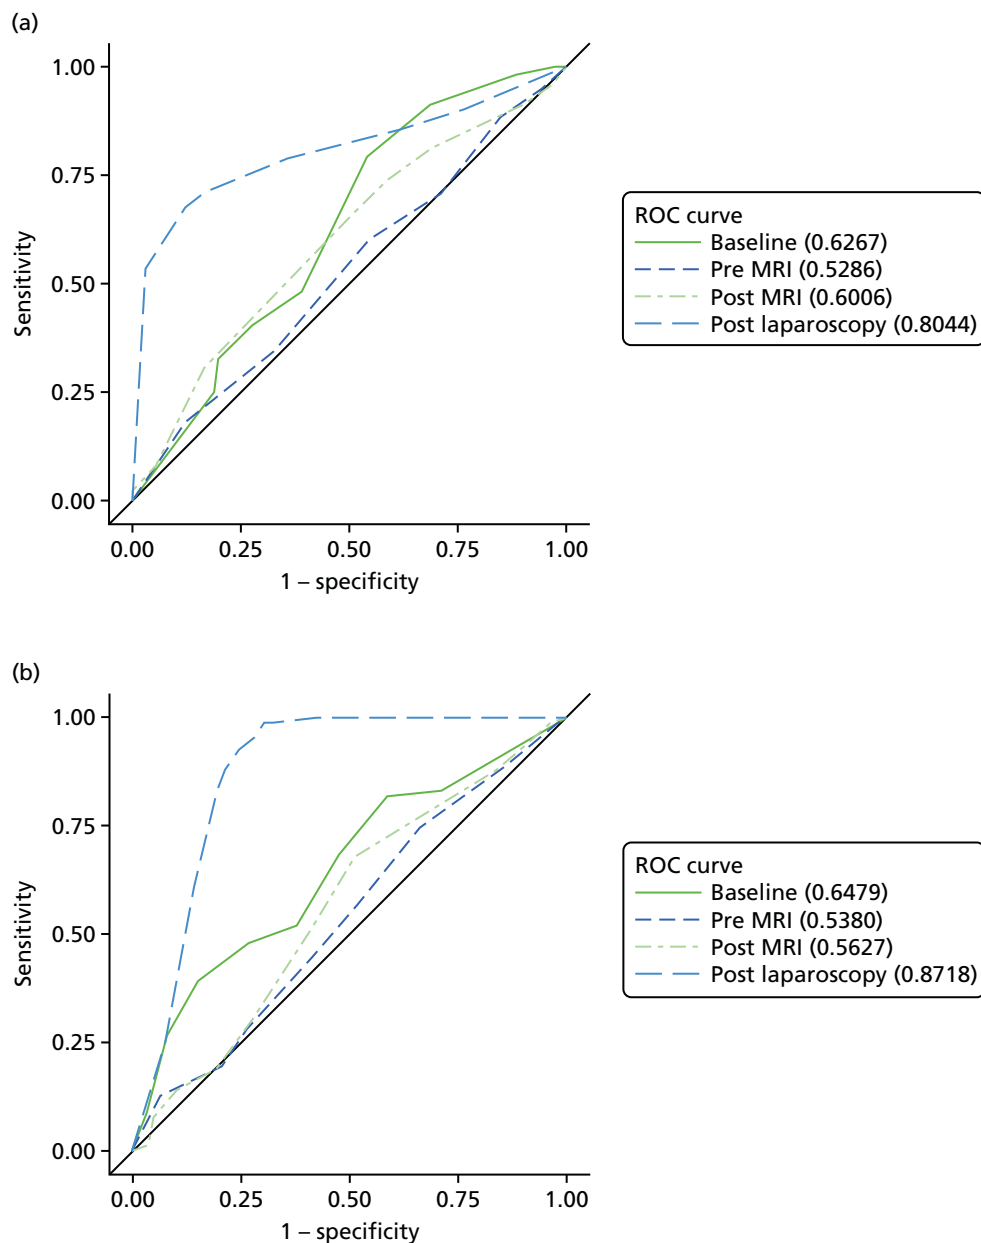 (a)
1.00
0.75
0.50
0.25
0.00
Sensitivity
0.00 0.25 0.50 0.75 1.00
1 – specificity
ROC curve
Baseline (0.6267)
Pre MRI (0.5286)
Post MRI (0.6006)
Post laparoscopy (0.8044)
(b)
1.00
0.75
0.50
0.25
0.00
Sensitivity
0.00 0.25 0.50 0.75 1.00
1 – specificity
ROC curve
Baseline (0.6479)
Pre MRI (0.5380)
Post MRI (0.5627)
Post laparoscopy (0.8718)